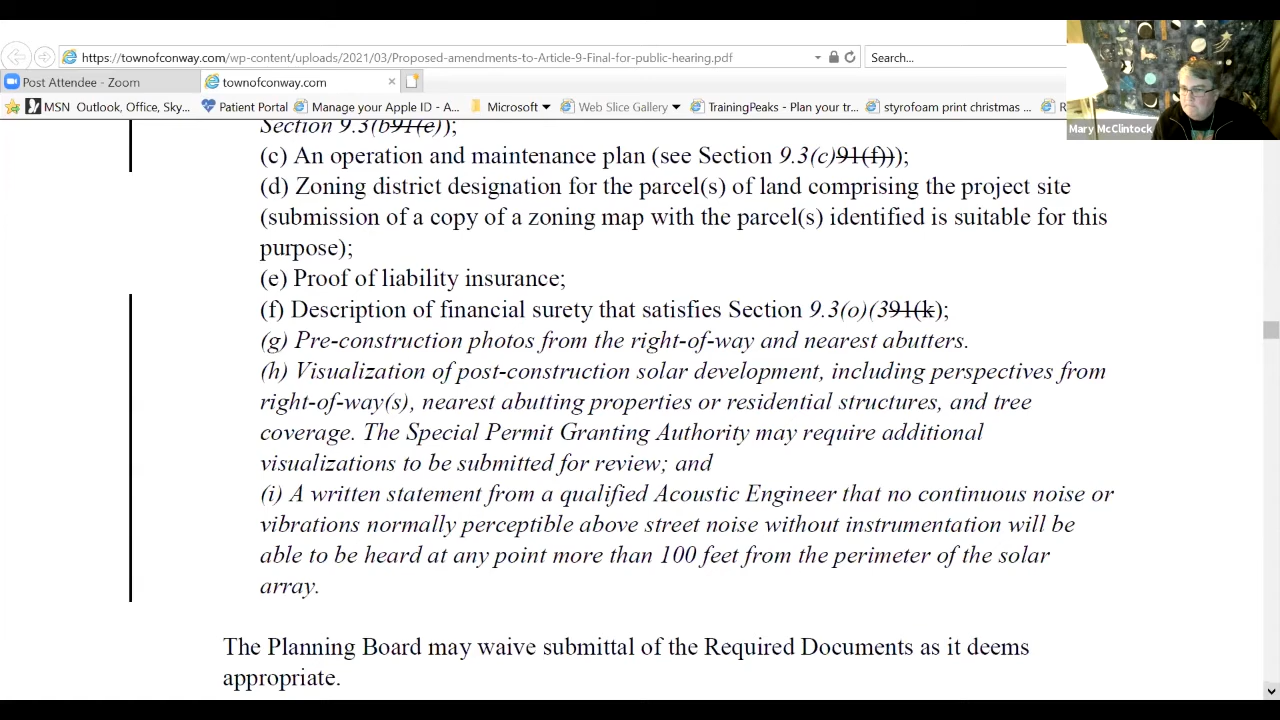 https://townofconway.com/wp-content/uploads/2021/03/Proposed-amendments-to-Article-9-Final-for-public-hearing.pdf
Search...
Post Attendee - Zoom
townofconway.com
MSN Outlook, Office, Sky... Patient Portal Manage your Apple ID - A... Microsoft Web Slice Gallery TrainingPeaks - Plan your tr... styrofoam print christmas ...
Mary McClintock
Section 9.3(b91(e));
(c) An operation and maintenance plan (see Section 9.3(c)91(f)));
(d) Zoning district designation for the parcel(s) of land comprising the project site
(submission of a copy of a zoning map with the parcel(s) identified is suitable for this
purpose);
(e) Proof of liability insurance;
(f) Description of financial surety that satisfies Section 9.3(o)(391(k);
(g) Pre-construction photos from the right-of-way and nearest abutters.
(h) Visualization of post-construction solar development, including perspectives from
right-of-way(s), nearest abutting properties or residential structures, and tree
coverage. The Special Permit Granting Authority may require additional
visualizations to be submitted for review; and
(i) A written statement from a qualified Acoustic Engineer that no continuous noise or
vibrations normally perceptible above street noise without instrumentation will be
able to be heard at any point more than 100 feet from the perimeter of the solar
array.
The Planning Board may waive submittal of the Required Documents as it deems
appropriate.